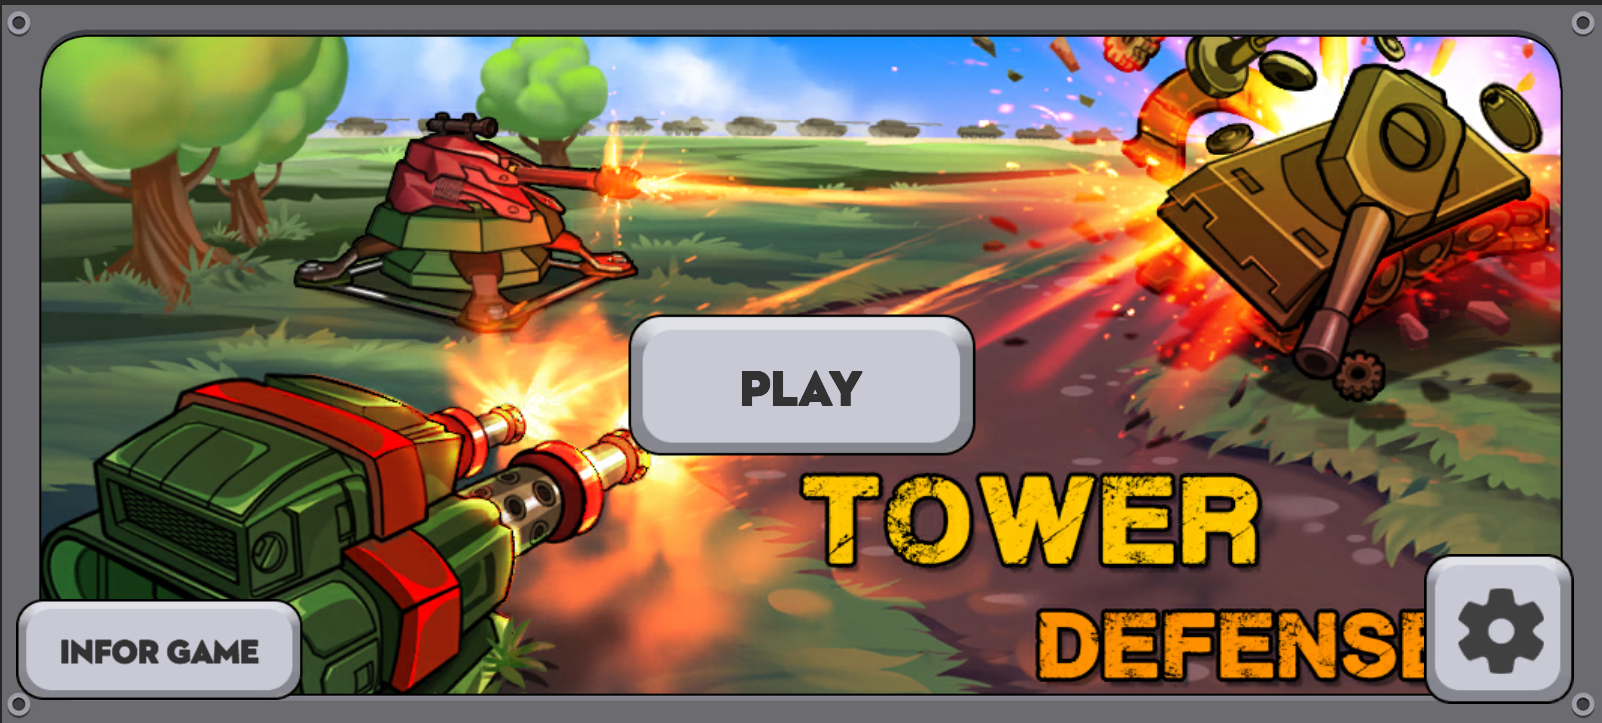 PLAY
TOWER
DEFENSE
INFOR GAME